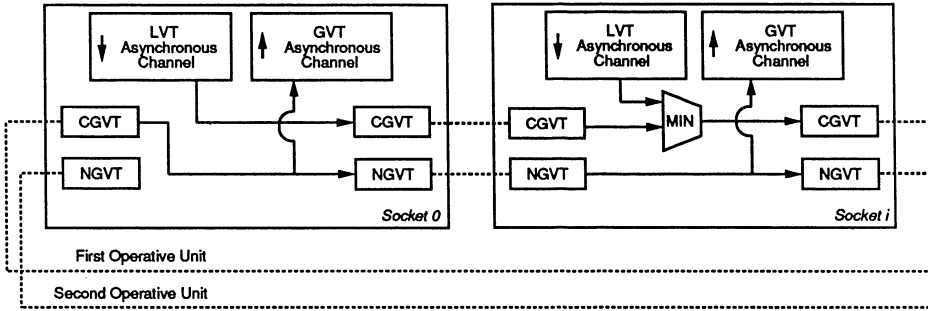 LVT
Asynchronous
Channel
GVT
Asynchronous
Channel
CGVT
CGVT
NGVT
NGVT
Socket 0
LVT
Asynchronous
Channel
GVT
Asynchronous
Channel
MIN
CGVT
CGVT
NGVT
NGVT
Socket i
First Operative Unit
Second Operative Unit